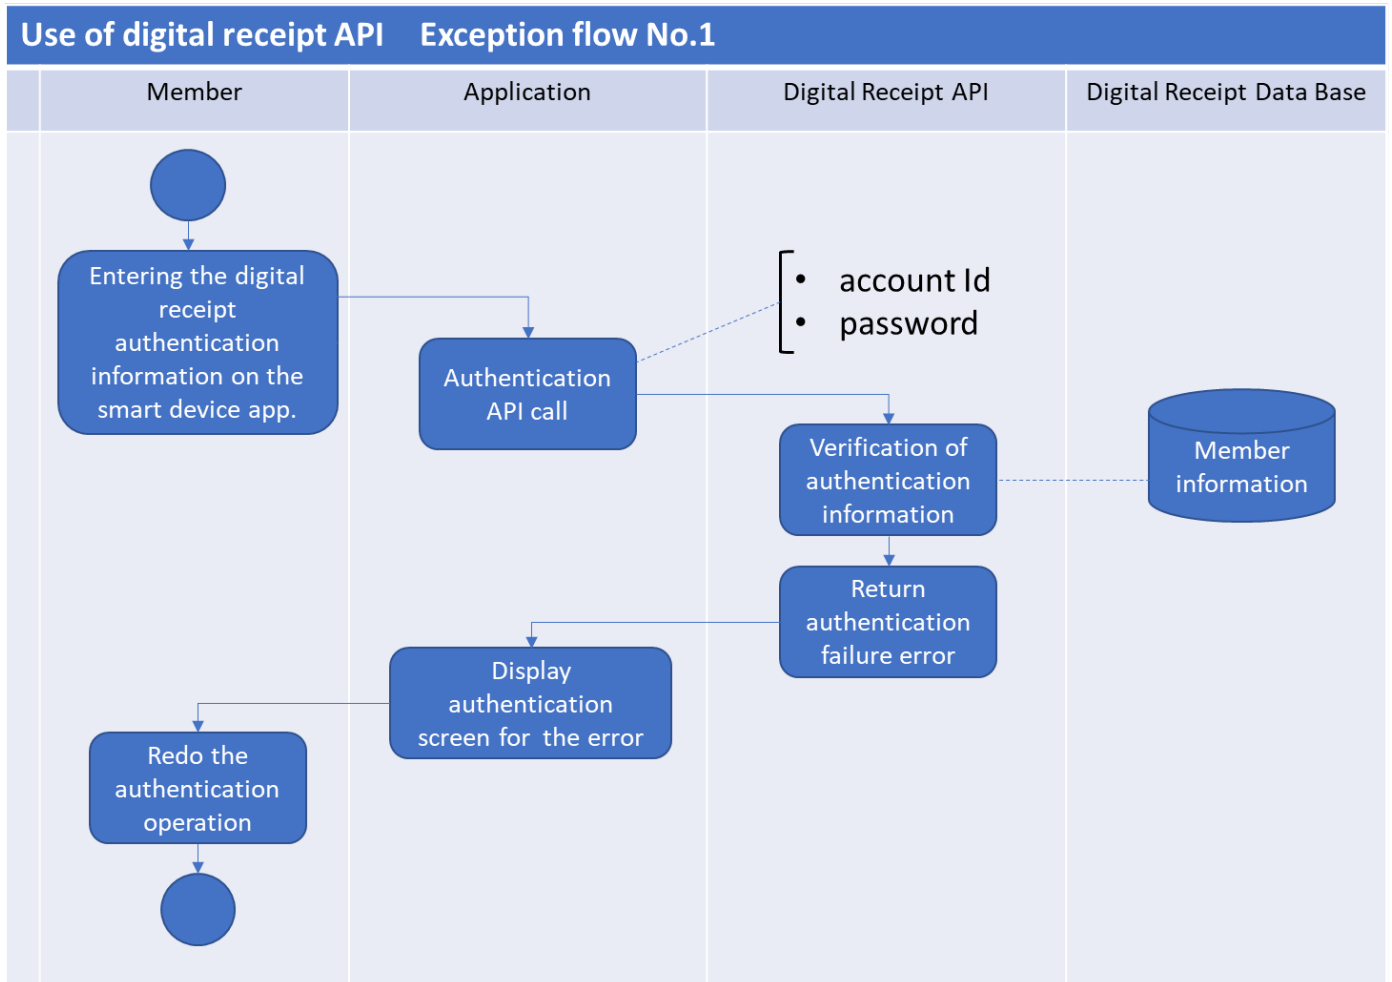 Use of digital receipt API Exception flow No.1
Member
Application
Digital Receipt API
Digital Receipt Data Base
Entering the digital
receipt
authentication
information on the
smart device app.
• account Id
• password
Authentication
API call
Verification of
authentication
information
Member
information
Return
authentication
failure error
Display
authentication
screen for the error
Redo the
authentication
operation